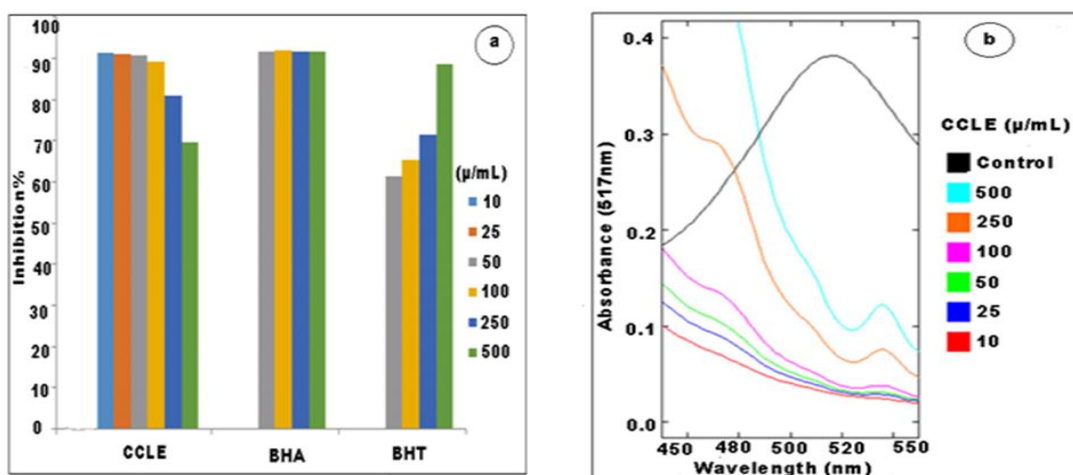 a
100
90
80
70
60
50
40
30
20
10
0
Inhibition%
CCLE BHA BHT
(µ/mL)
10
25
50
100
250
500
b
0.4
0.3
0.2
0.1
0.0
Absorbance (517nm)
450 480 500 520 550
Wavelength (nm)
CCLE (µ/mL)
Control
500
250
100
50
25
10